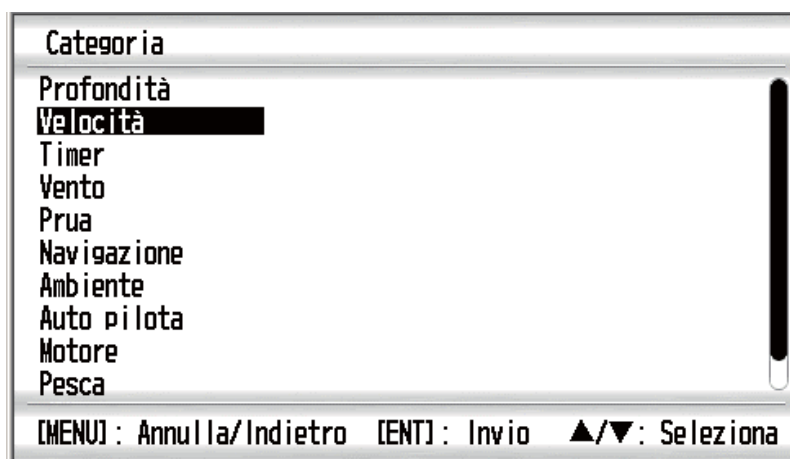 Categoria
Profondità
Velocità
Timer
Vento
Prua
Navigazione
Ambiente
Auto pilota
Motore
Pesca
[MENU]: Annulla/Indietro [ENT]: Invio ▲/▼: Seleziona